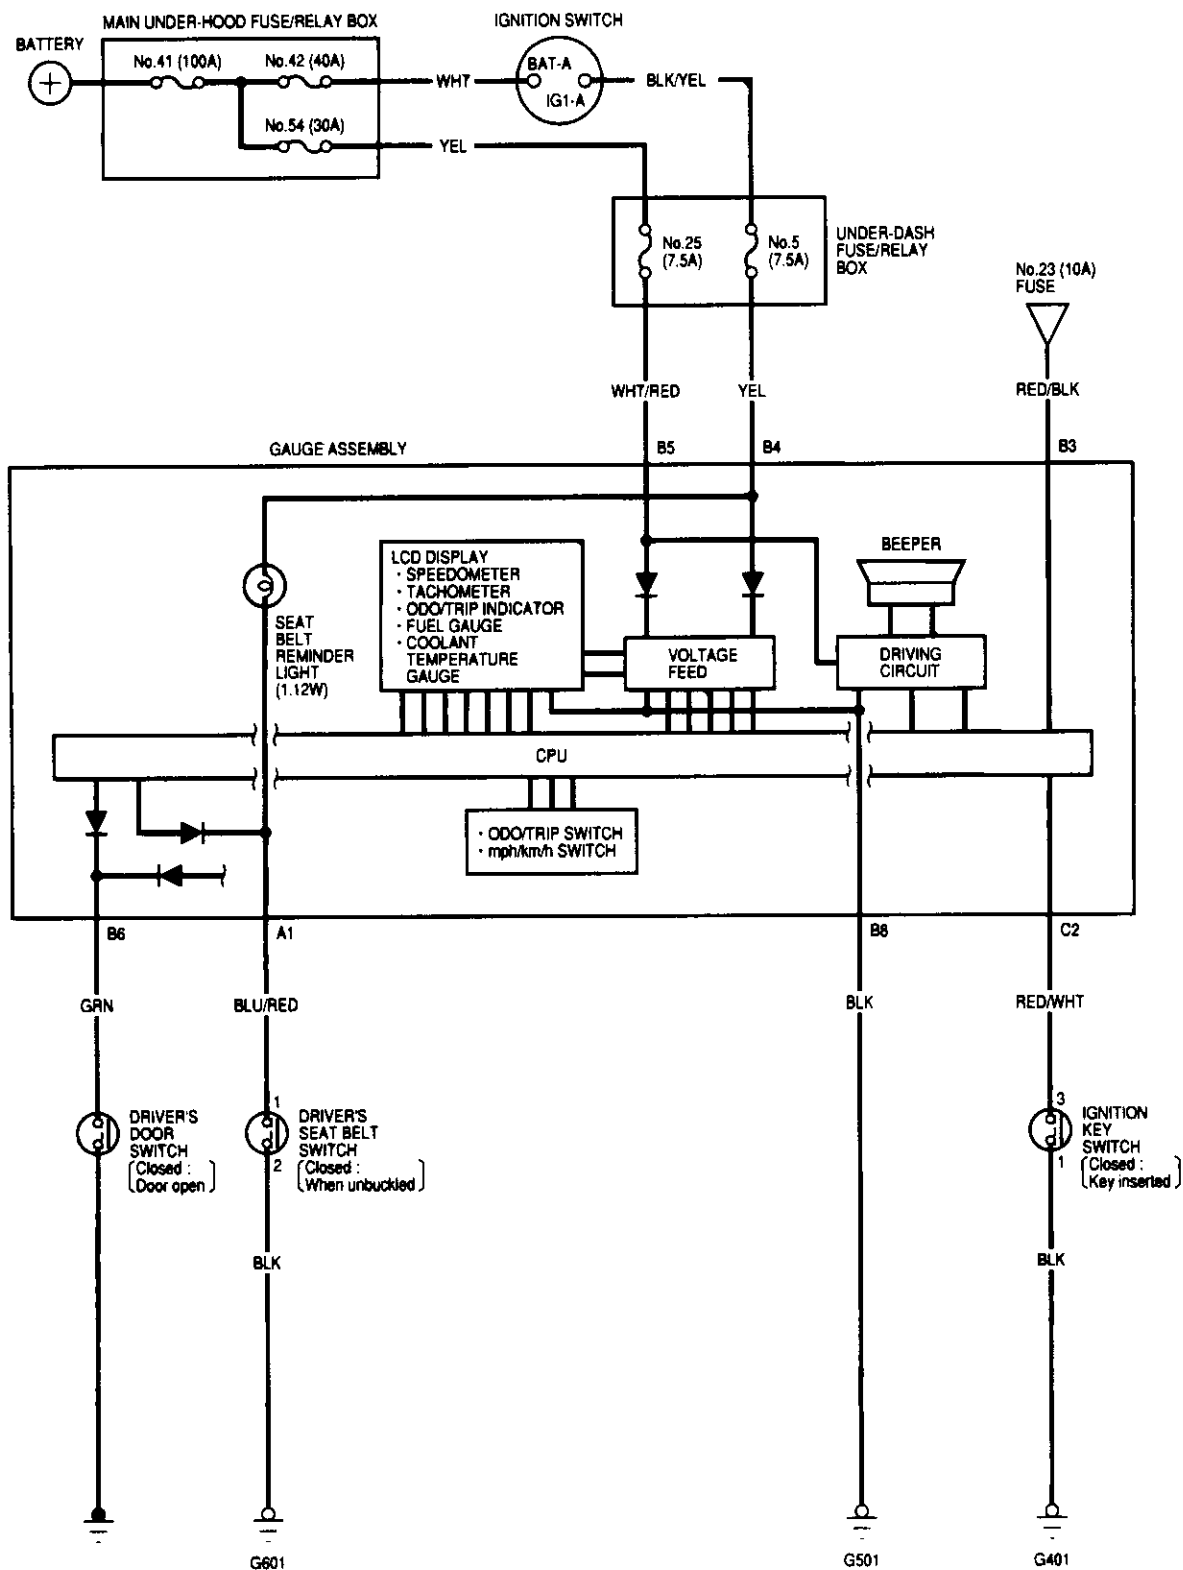 MAIN UNDER-HOOD FUSE/RELAY BOX
IGNITION SWITCH
BATTERY
No.41 (100A)
No.42 (40A)
WHT
BAT-A
IG1-A
BLK/YEL
No.54 (30A)
YEL
No.25
(7.5A)
No.5
(7.5A)
UNDER-DASH
FUSE/RELAY
BOX
No.23 (10A)
FUSE
WHT/RED
YEL
RED/BLK
GAUGE ASSEMBLY
B5
B4
B3
LCD DISPLAY
· SPEEDOMETER
· TACHOMETER
· ODO/TRIP INDICATOR
· FUEL GAUGE
· COOLANT
TEMPERATURE
GAUGE
BEEPER
SEAT
BELT
REMINDER
LIGHT
(1.12W)
VOLTAGE
FEED
DRIVING
CIRCUIT
CPU
· ODO/TRIP SWITCH
· mph/km/h SWITCH
B6
A1
B8
C2
GRN
BLU/RED
BLK
RED/WHT
DRIVER'S
DOOR
SWITCH
Closed :
Door open
1
2
DRIVER'S
SEAT BELT
SWITCH
Closed :
When unbuckled
3
1
IGNITION
KEY
SWITCH
Closed :
Key inserted
BLK
BLK
G601
G501
G401